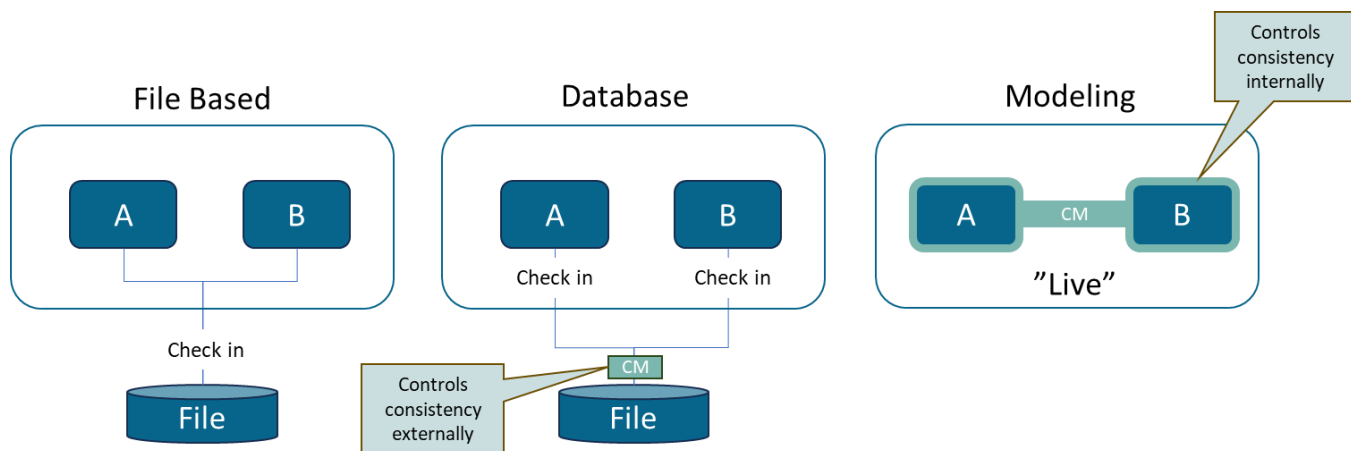 File Based
A
B
Check in
File
Database
A
B
Check in
Check in
CM
Controls
consistency
externally
File
Modeling
A
CM
B
”Live”
Controls
consistency
internally